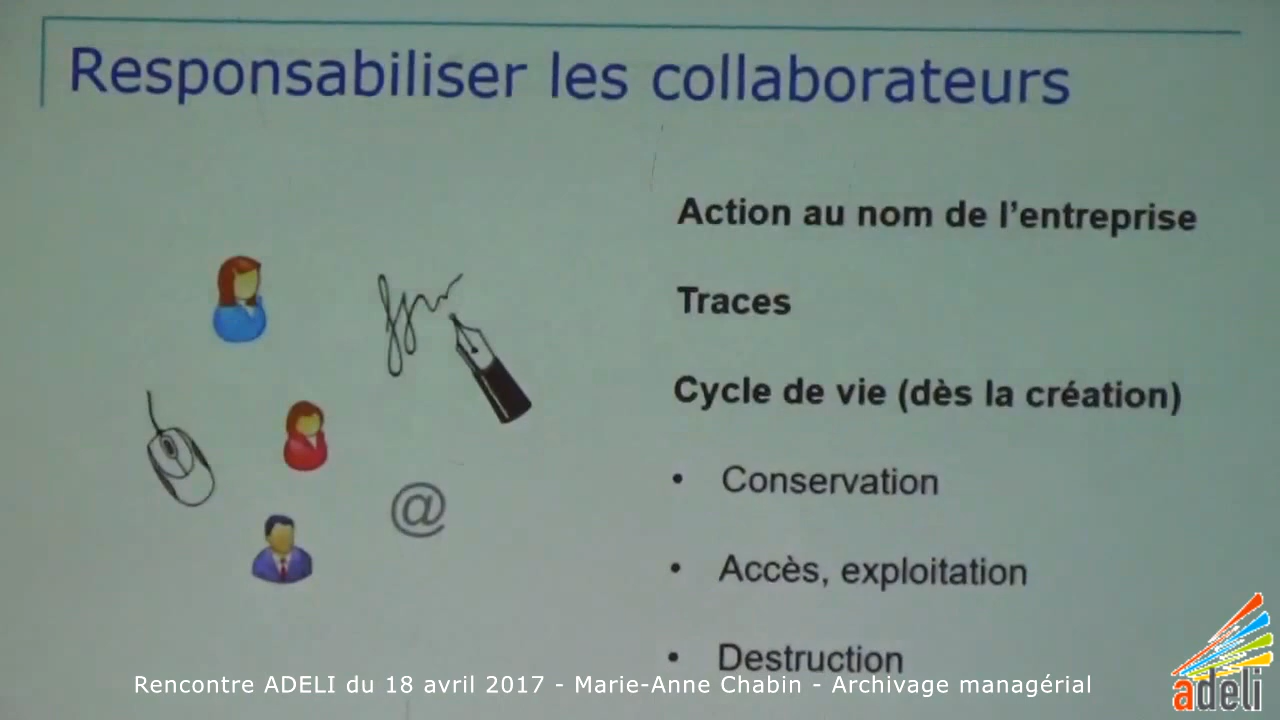 Responsabiliser les collaborateurs
Action au nom de l’entreprise
Traces
Cycle de vie (dès la création)
• Conservation
• Accès, exploitation
@
• Destruction
Rencontre ADELI du 18 avril 2017 - Marie-Anne Chabin - Archivage managérial
adeli